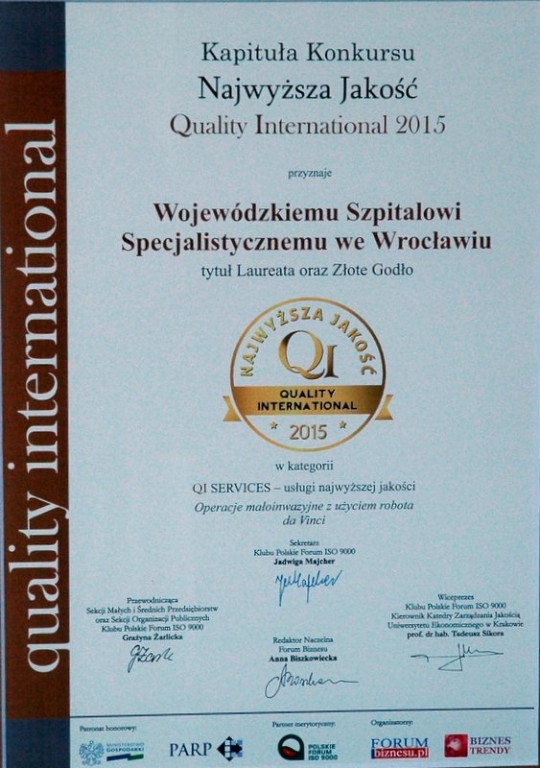 quality international
Kapituła Konkursu
Najwyższa Jakość
Quality International 2015
przyznaje
Wojewódzkiemu Szpitalowi
Specjalistycznemu we Wrocławiu
tytuł Laureata oraz Złote Godło
NAJWYŻSZA JAKOŚĆ
QI
QUALITY
INTERNATIONAL
2015
w kategorii
QI SERVICES – usługi najwyższej jakości
Operacje małoinwazyjne z użyciem robota
da Vinci
Sekretarz
Klubu Polskie Forum ISO 9000
Jadwiga Majcher
Przewodnicząca
Sekcji Małych i Średnich Przedsiębiorstw
oraz Sekcji Organizacji Publicznych
Klubu Polskie Forum ISO 9000
Grażyna Żarlicka
Wiceprezes
Klubu Polskie Forum ISO 9000
Kierownik Katedry Zarządzania Jakością
Uniwersytetu Ekonomicznego w Krakowie
prof. dr hab. Tadeusz Sikora
Redaktor Naczelna
Forum Biznesu
Anna Biszkowiecka
Patronat honorowy:
Partner merytoryczny:
Organizatorzy:
MINISTERSTWO
GOSPODARKI
PARP
POLSKIE
FORUM
ISO 9000
FORUM
biznesu.pl
BIZNES
TRENDY